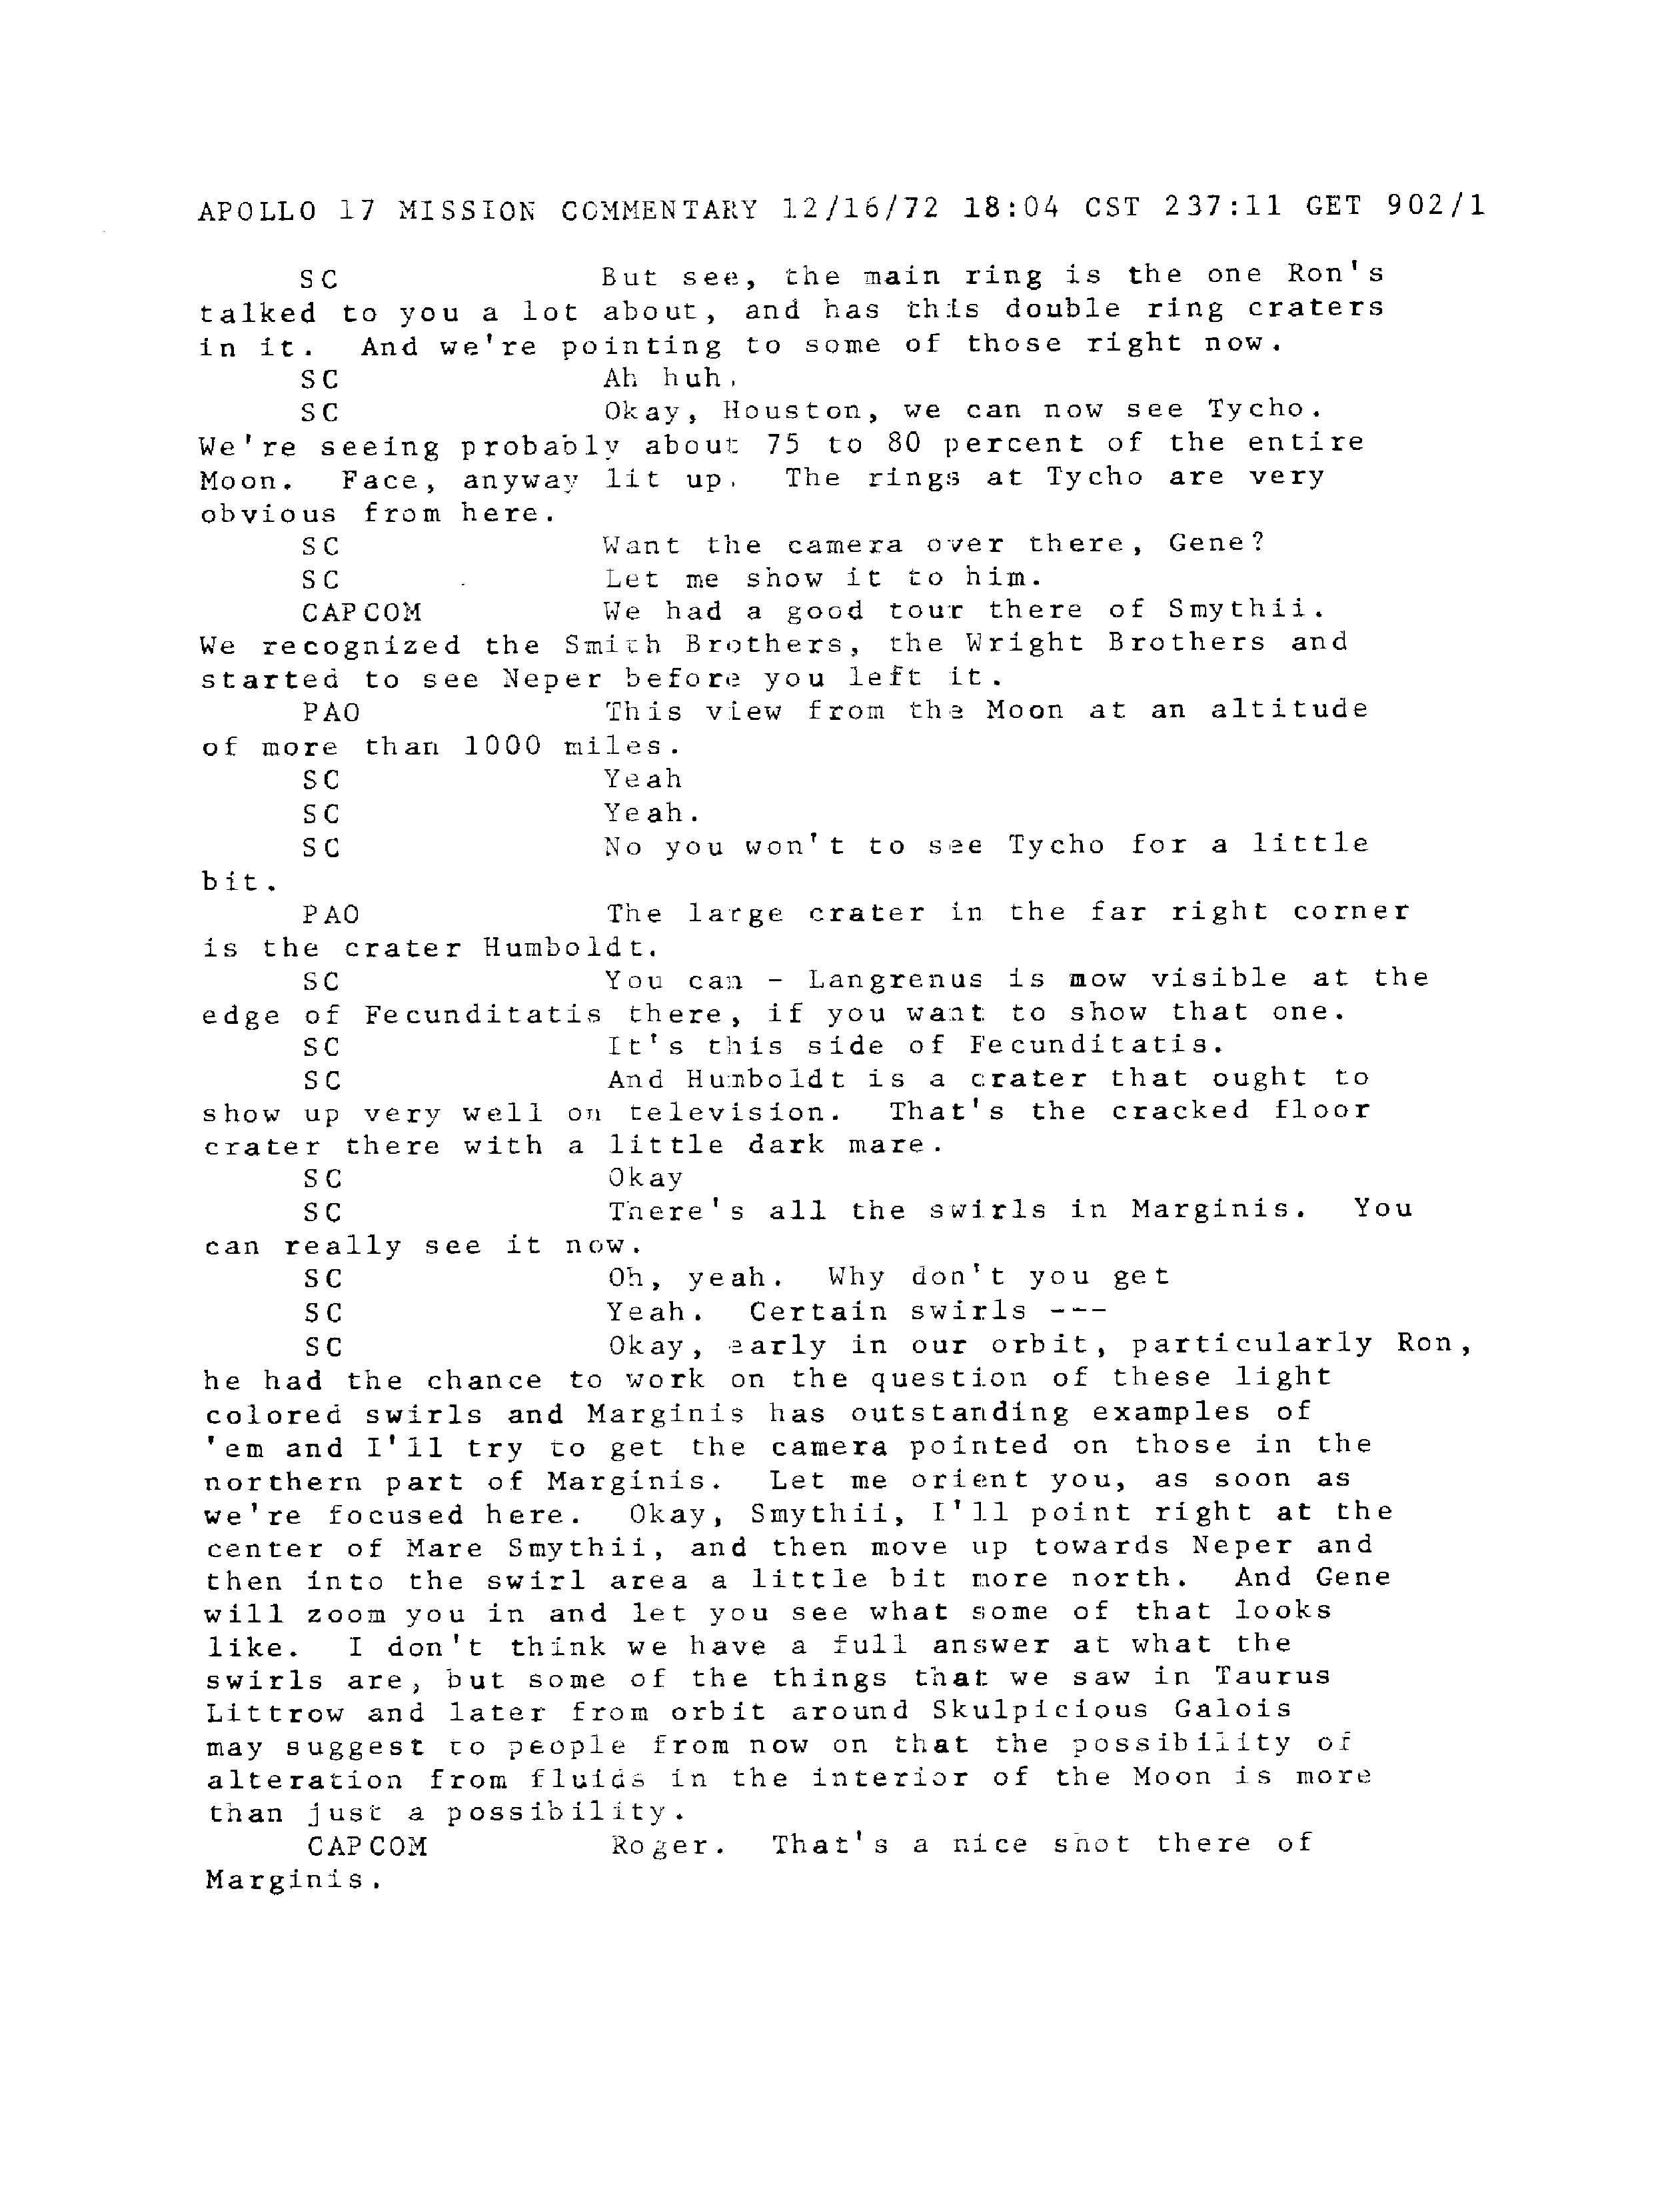 APOLLO 17 MISSION COMMENTARY 12/16/72 18:04 CST 237:11 GET 902/1
SC But see, the main ring is the one Ron's
talked to you a lot about, and has this double ring craters
in it. And we're pointing to some of those right now.
SC Ah huh.
SC Okay, Houston, we can now see Tycho.
We're seeing probably about 75 to 80 percent of the entire
Moon. Face, anyway lit up. The rings at Tycho are very
obvious from here.
SC Want the camera over there, Gene?
SC Let me show it to him.
CAPCOM We had a good tour there of Smythii.
We recognized the Smith Brothers, the Wright Brothers and
started to see Neper before you left it.
PAO This view from the Moon at an altitude
of more than 1000 miles.
SC Yeah
SC Yeah.
SC No you won't to see Tycho for a little
bit.
PAO The large crater in the far right corner
is the crater Humboldt.
SC You can - Langrenus is mow visible at the
edge of Fecunditatis there, if you want to show that one.
SC It's this side of Fecunditatis.
SC And Humboldt is a crater that ought to
show up very well on television. That's the cracked floor
crater there with a little dark mare.
SC Okay
SC There's all the swirls in Marginis. You
can really see it now.
SC Oh, yeah. Why don't you get
SC Yeah. Certain swirls ---
SC Okay, early in our orbit, particularly Ron,
he had the chance to work on the question of these light
colored swirls and Marginis has outstanding examples of
'em and I'll try to get the camera pointed on those in the
northern part of Marginis. Let me orient you, as soon as
we're focused here. Okay, Smythii, I'll point right at the
center of Mare Smythii, and then move up towards Neper and
then into the swirl area a little bit more north. And Gene
will zoom you in and let you see what some of that looks
like. I don't think we have a full answer at what the
swirls are, but some of the things that we saw in Taurus
Littrow and later from orbit around Skulpicious Galois
may suggest to people from now on that the possibility of
alteration from fluids in the interior of the Moon is more
than just a possibility.
CAPCOM Roger. That's a nice shot there of
Marginis.